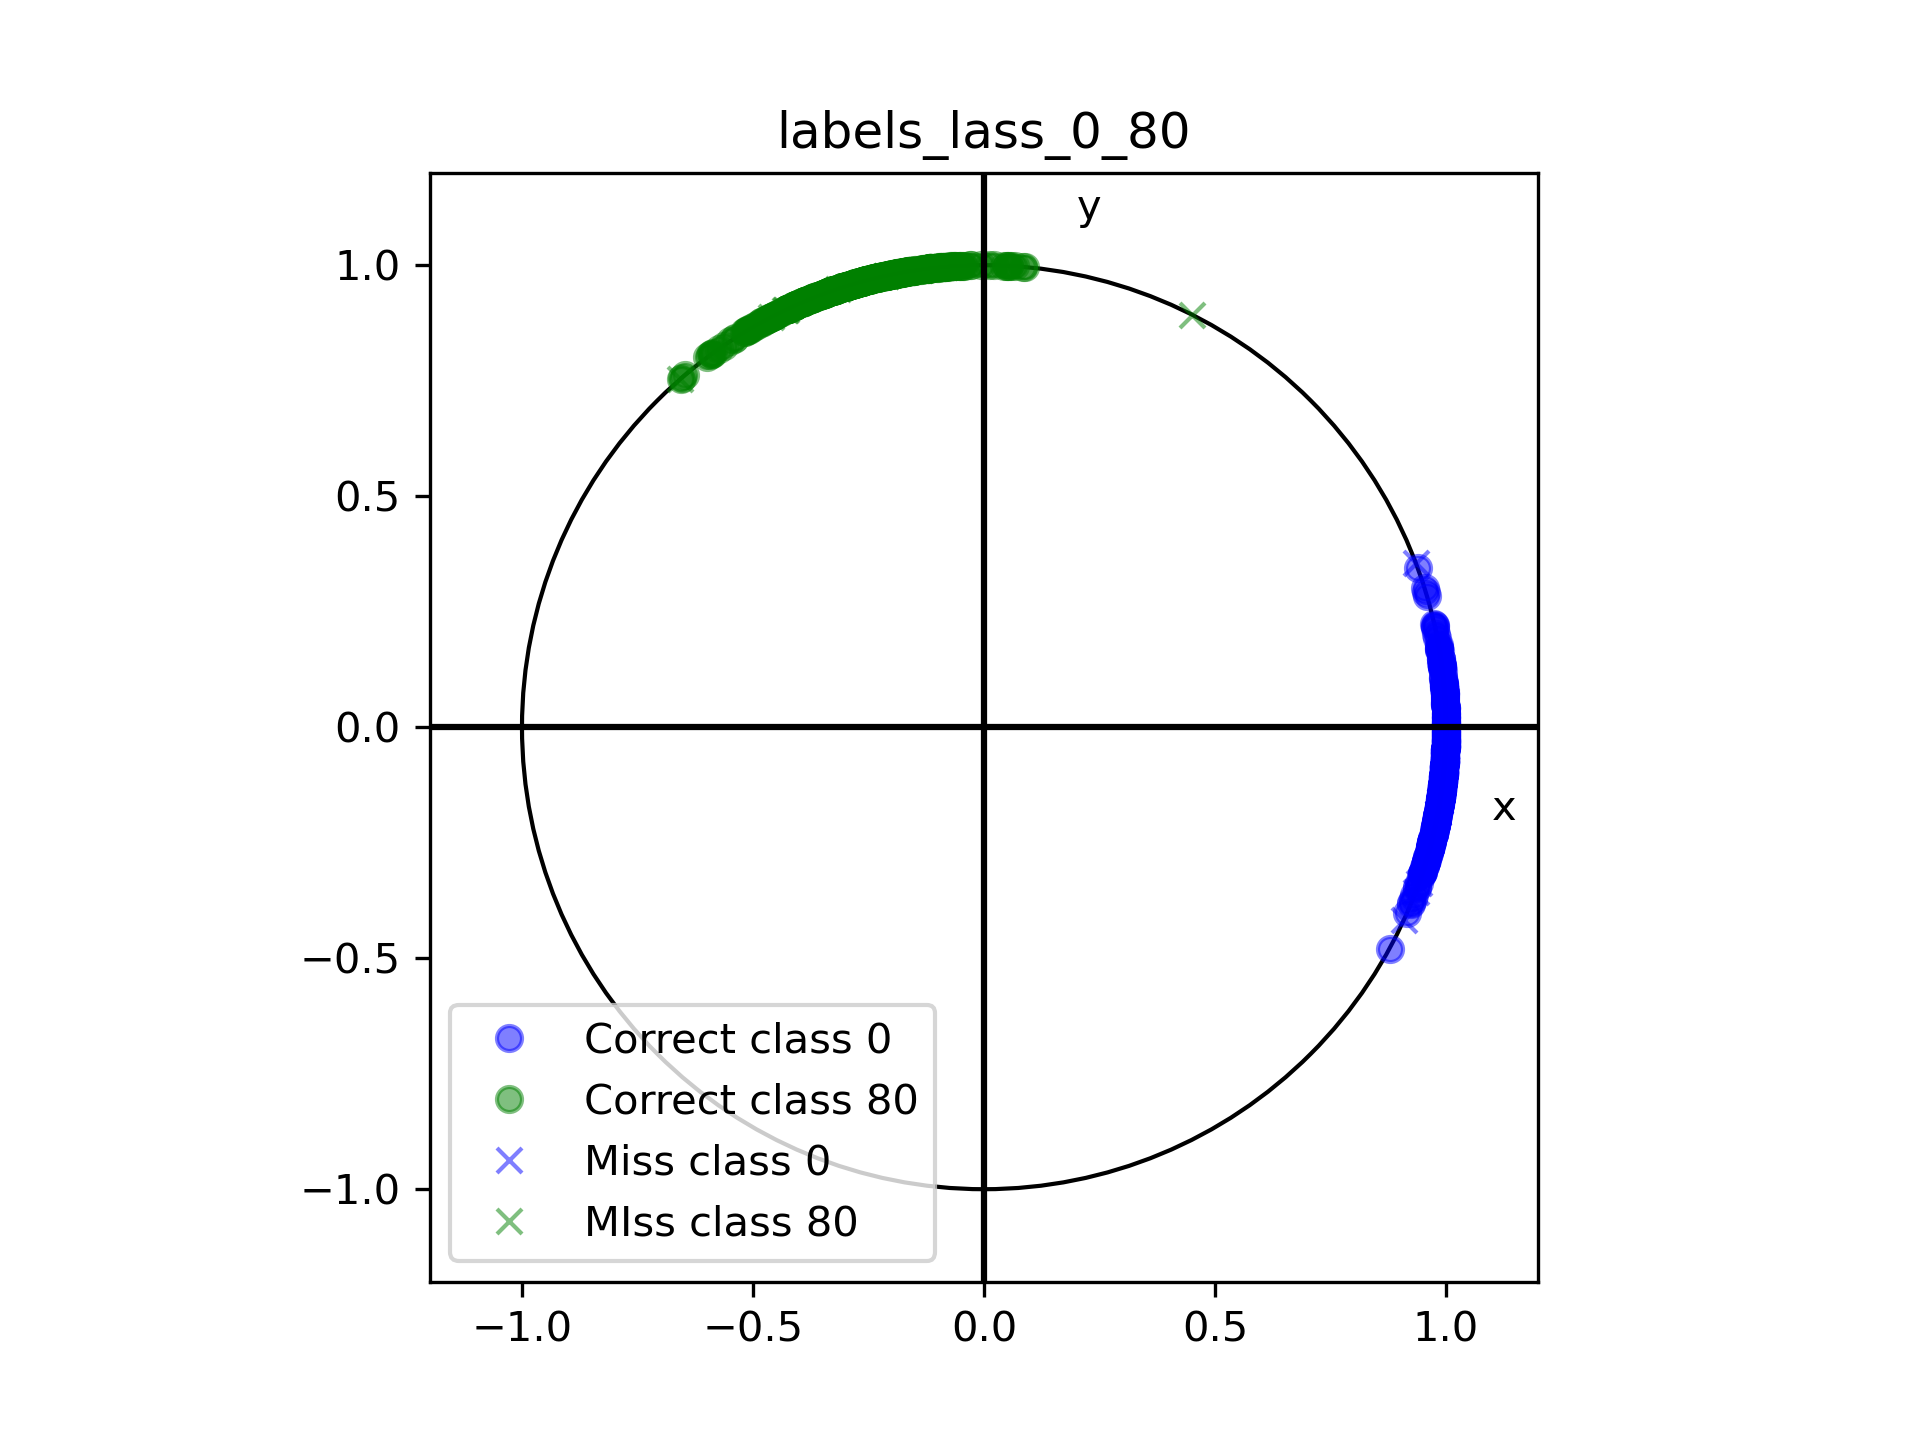 labels_lass_0_80
y
1.0
0.5
0.0
x
−0.5
−1.0
Correct class 0
Correct class 80
Miss class 0
MIss class 80
−1.0 −0.5 0.0 0.5 1.0